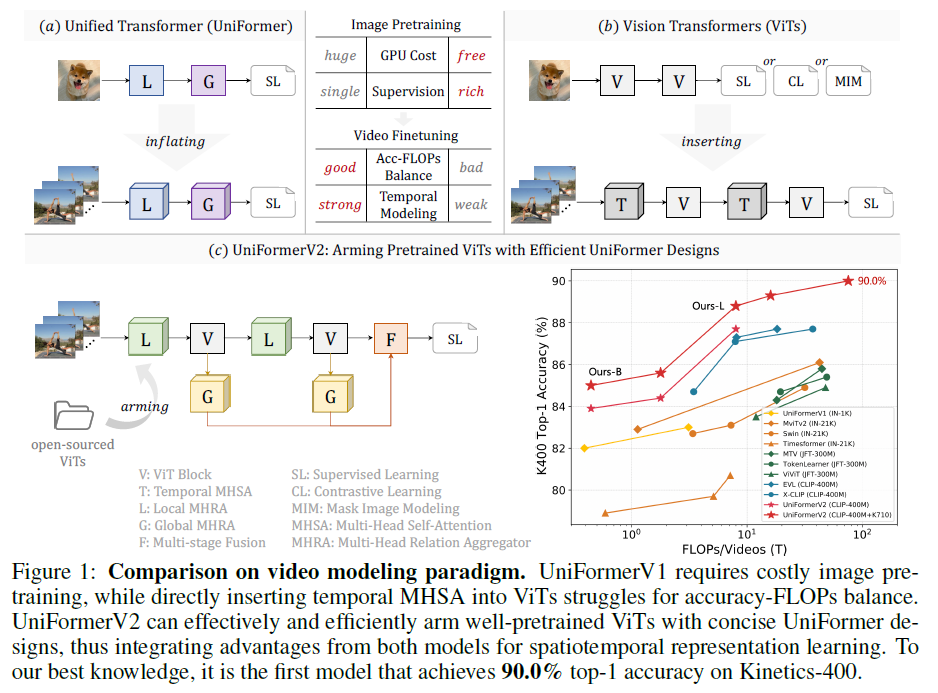 (a) Unified Transformer (UniFormer)
L
G
SL
inflating
L
G
SL
Image Pretraining
huge GPU Cost free
single Supervision rich
Video Finetuning
good Acc-FLOPs Balance bad
strong Temporal Modeling weak
(b) Vision Transformers (ViTs)
V
V
SL
or
CL
or
MIM
inserting
T
V
T
V
SL
(c) UniFormerV2: Arming Pretrained ViTs with Efficient UniFormer Designs
L
V
L
V
F
SL
G
G
arming
open-sourced
ViTs
V: ViT Block
T: Temporal MHSA
L: Local MHRA
G: Global MHRA
F: Multi-stage Fusion
SL: Supervised Learning
CL: Contrastive Learning
MIM: Mask Image Modeling
MHSA: Multi-Head Self-Attention
MHRA: Multi-Head Relation Aggregator
K400 Top-1 Accuracy (%)
90
88
86
84
82
80
90.0%
Ours-L
Ours-B
UniFormerV1 (IN-1K)
MviTv2 (IN-21K)
Swin (IN-21K)
Timesformer (IN-21K)
MTV (JFT-300M)
TokenLearner (JFT-300M)
ViViT (JFT-300M)
EVL (CLIP-400M)
X-CLIP (CLIP-400M)
UniFormerV2 (CLIP-400M)
UniFormerV2 (CLIP-400M+K710)
10⁰
10¹
10²
FLOPs/Videos (T)
Figure 1: Comparison on video modeling paradigm. UniFormerV1 requires costly image pre-
training, while directly inserting temporal MHSA into ViTs struggles for accuracy-FLOPs balance.
UniFormerV2 can effectively and efficiently arm well-pretrained ViTs with concise UniFormer de-
signs, thus integrating advantages from both models for spatiotemporal representation learning. To
our best knowledge, it is the first model that achieves 90.0% top-1 accuracy on Kinetics-400.